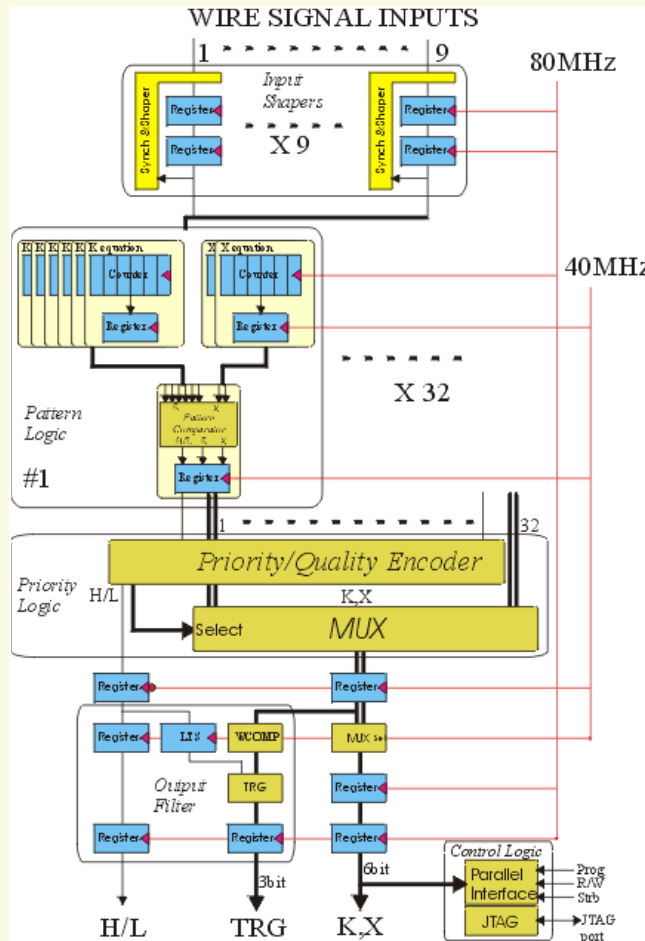 WIRE SIGNAL INPUTS
1
9
80MHz
Input
Shapers
Synch &Shaper
Register
Register
X 9
Synch &Shaper
Register
Register
K
K
K
K
K
K equation
Counter
Register
X
X equation
Counter
Register
40MHz
X 32
Pattern
Logic
#1
K
X
Pattern
Comparator
H/L
K
X
Register
1
32
Priority/Quality Encoder
Priority
Logic
H/L
K,X
Select
MUX
Register
Register
Register
LTS
WCOMP
MUX Sel
Output
Filter
TRG
Register
Register
Register
Register
3bit
6bit
Control Logic
Parallel
Interface
Prog
R/W
Strb
JTAG
JTAG
port
H/L
TRG
K,X